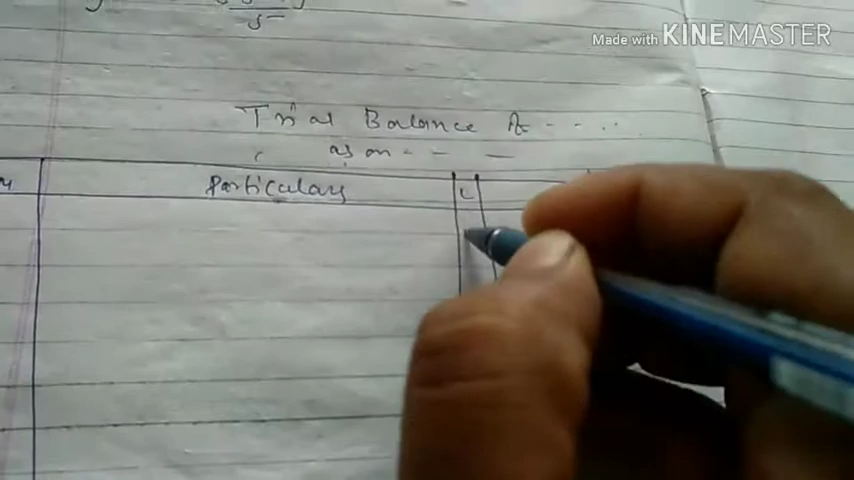 Made with KINEMASTER
Trial Balance A - - . . .
as on - - —
Particulars
L